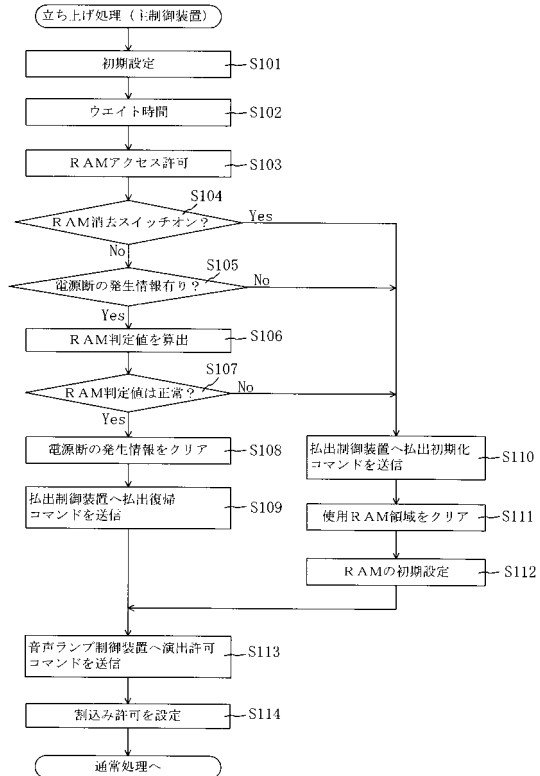 立ち上げ処理（主制御装置）
初期設定
S101
ウエイト時間
S102
ＲＡＭアクセス許可
S103
S104
ＲＡＭ消去スイッチオン？
Yes
No
S105
電源断の発生情報有り？
No
Yes
ＲＡＭ判定値を算出
S106
S107
ＲＡＭ判定値は正常？
No
Yes
電源断の発生情報をクリア
S108
払出制御装置へ払出復帰
コマンドを送信
S109
払出制御装置へ払出初期化
コマンドを送信
S110
使用ＲＡＭ領域をクリア
S111
ＲＡＭの初期設定
S112
音声ランプ制御装置へ演出許可
コマンドを送信
S113
割込み許可を設定
S114
通常処理へ